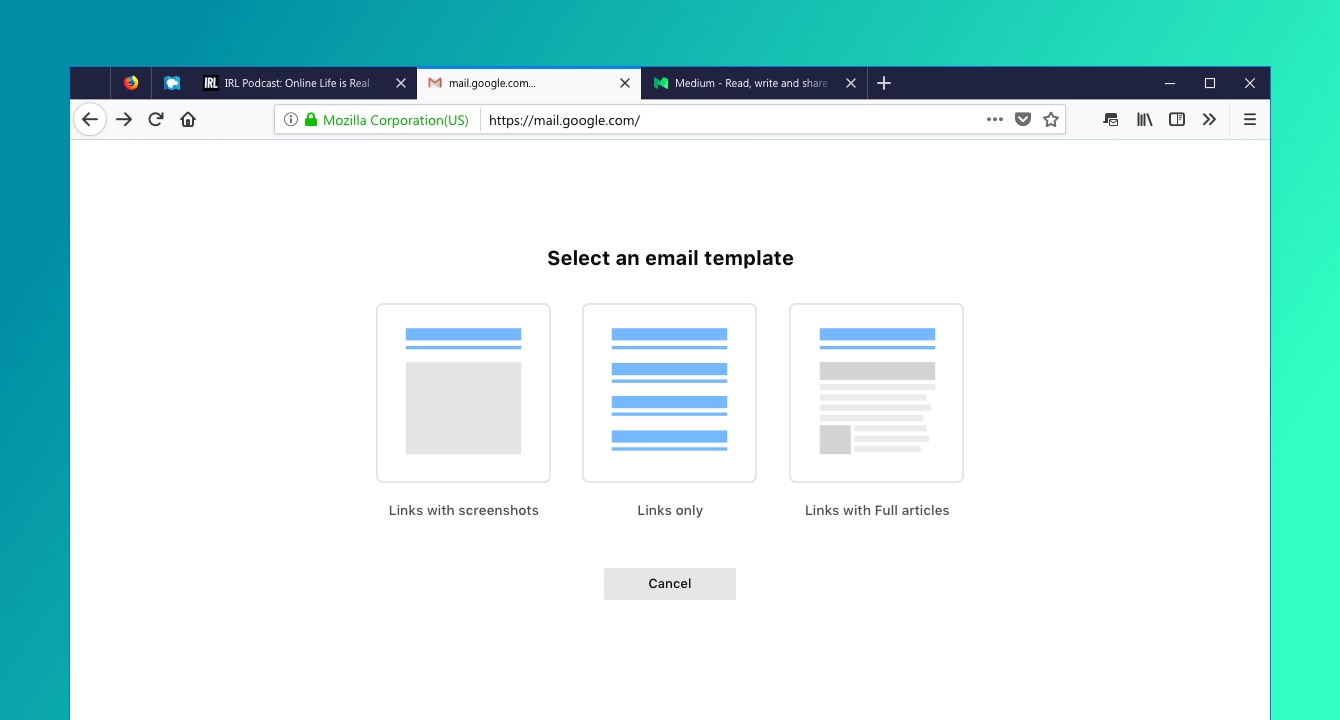 IRL IRL Podcast: Online Life is Real
mail.google.com...
Medium - Read, write and share
Mozilla Corporation(US)
https://mail.google.com/
Select an email template
Links with screenshots
Links only
Links with Full articles
Cancel